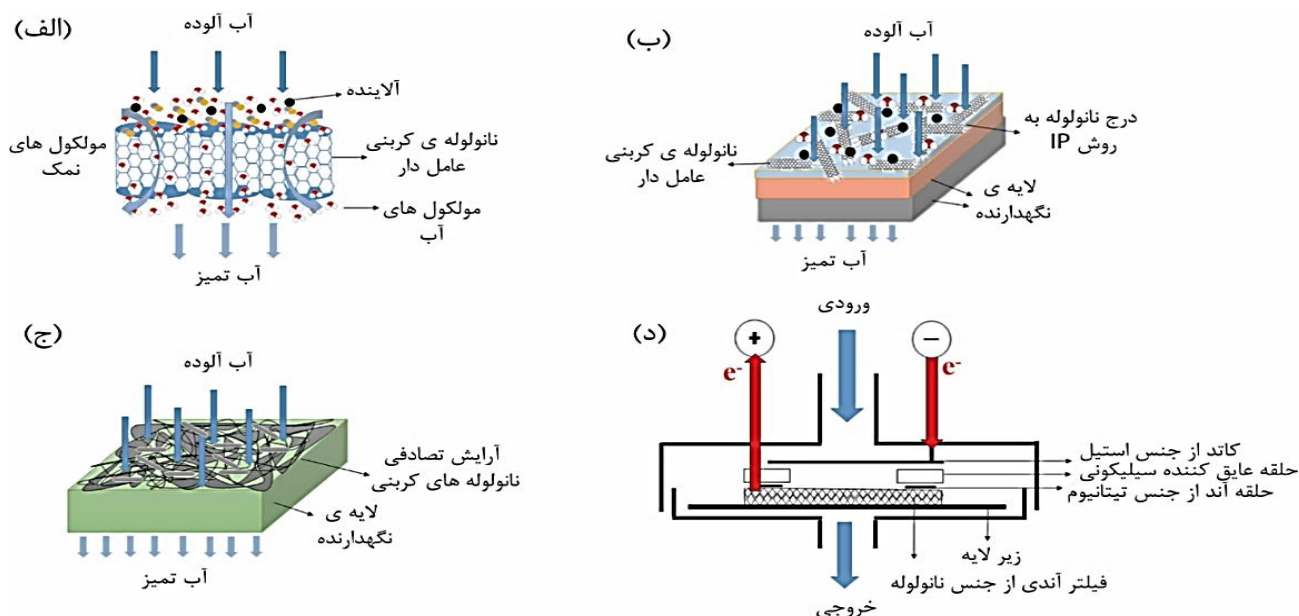 (الف)
آب آلوده
آلاینده
نانولوله ی کربنی
عامل دار
مولکول های
نمک
مولکول های
آب
آب تمیز
(ب)
آب آلوده
درج نانولوله به
روش IP
نانولوله ی کربنی
عامل دار
لایه ی
نگهدارنده
آب تمیز
(ج)
آب آلوده
آرایش تصادفی
نانولوله های کربنی
لایه ی
نگهدارنده
آب تمیز
(د)
ورودی
+
−
e-
e-
کاتد از جنس استیل
حلقه عایق کننده سیلیکونی
حلقه آند از جنس تیتانیوم
زیر لایه
فیلتر آندی از جنس نانولوله
خروجی